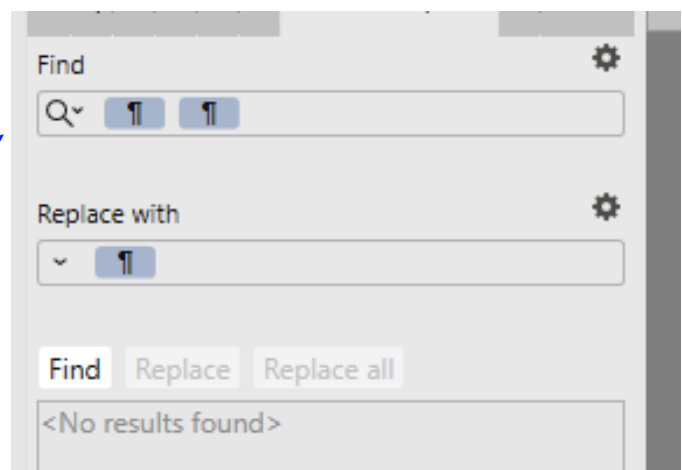 Find
¶ ¶
Replace with
¶
Find Replace Replace all
<No results found>